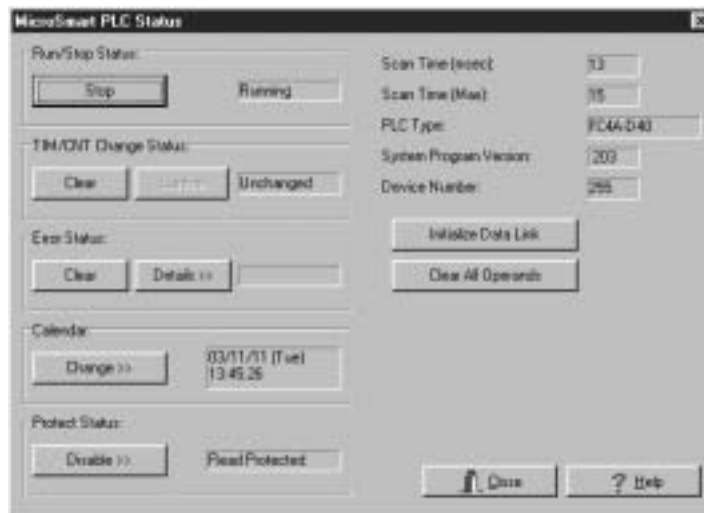 MicroSmart PLC Status
Run/Stop Status:
Stop
Running
TIM/CNT Change Status:
Clear
Unchanged
Error Status:
Clear
Details >>
Calendar
Change >>
03/11/11 (Tue)
13:45:26
Protect Status:
Disable >>
Read Protected
Scan Time (msec):
13
Scan Time (Max):
15
PLC Type:
FC4A-D40
System Program Version:
203
Device Number:
255
Initialize Data Link
Clear All Operands
Close
? Help